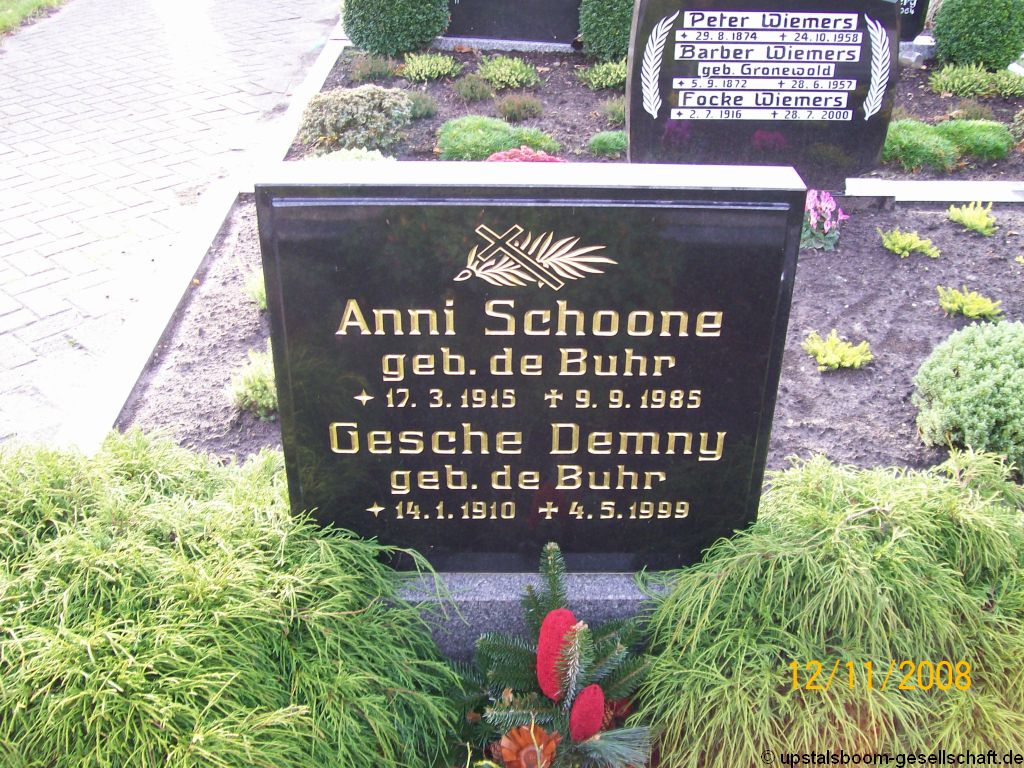 Peter Wiemers
29.8.1874 24.10.1958
Barber Wiemers
geb. Gronewold
5.9.1872 28.6.1957
Focke Wiemers
2.7.1916 28.7.2000
Anni Schoone
geb. de Buhr
17.3.1915 9.9.1985
Gesche Demny
geb. de Buhr
14.1.1910 4.5.1999
12/11/2008
© upstalsboom-gesellschaft.de